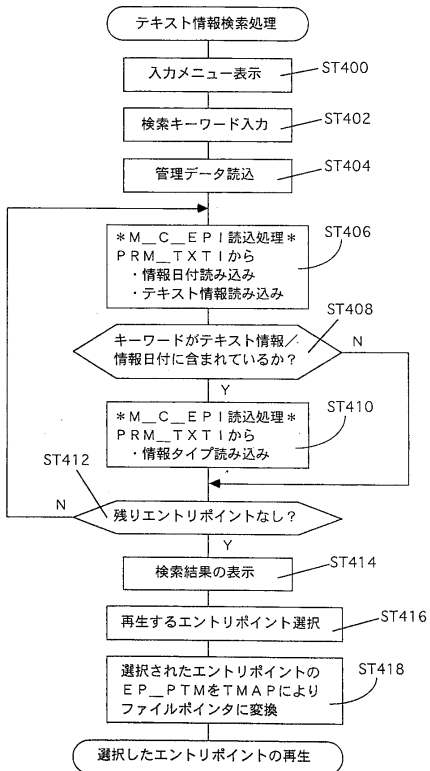 テキスト情報検索処理
入力メニュー表示
ST400
検索キーワード入力
ST402
管理データ読込
ST404
＊Ｍ＿Ｃ＿ＥＰＩ読込処理＊
ＰＲＭ＿ＴＸＴＩから
・情報日付読み込み
・テキスト情報読み込み
ST406
キーワードがテキスト情報／
情報日付に含まれているか？
ST408
N
Y
＊Ｍ＿Ｃ＿ＥＰＩ読込処理＊
ＰＲＭ＿ＴＸＴＩから
・情報タイプ読み込み
ST410
ST412
残りエントリポイントなし？
N
Y
検索結果の表示
ST414
再生するエントリポイント選択
ST416
選択されたエントリポイントの
ＥＰ＿ＰＴＭをＴＭＡＰにより
ファイルポインタに変換
ST418
選択したエントリポイントの再生